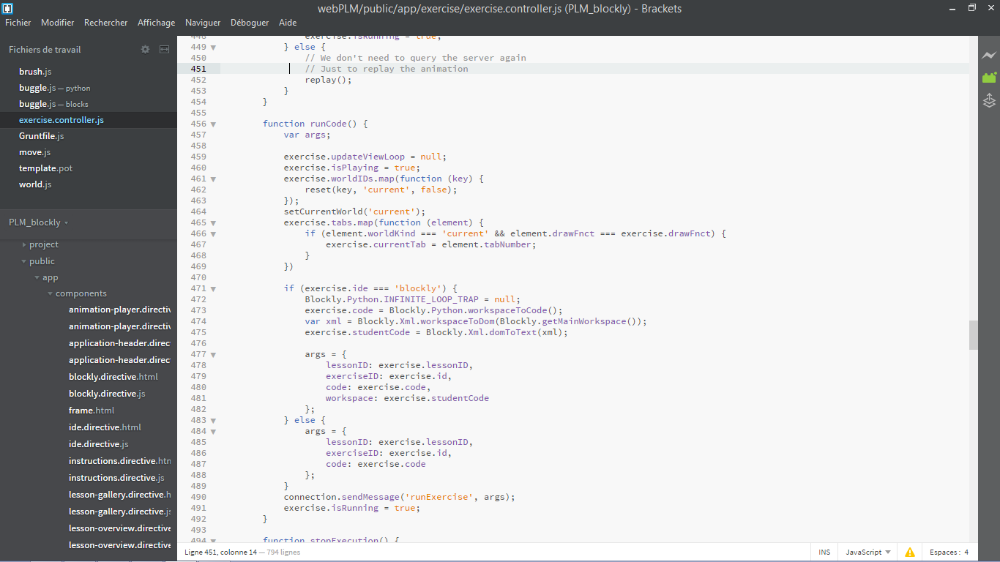 webPLM/public/app/exercise/exercise.controller.js (PLM_blockly) - Brackets
Fichier Modifier Rechercher Affichage Naviguer Déboguer Aide
Fichiers de travail
brush.js
buggle.js — python
buggle.js — blocks
exercise.controller.js
Gruntfile.js
move.js
template.pot
world.js
PLM_blockly
project
public
app
components
animation-player.directiv
animation-player.directiv
application-header.direc
application-header.direc
blockly.directive.html
blockly.directive.js
frame.html
ide.directive.html
ide.directive.js
instructions.directive.htn
instructions.directive.js
lesson-gallery.directive.h
lesson-gallery.directive.js
lesson-overview.directive
lesson-overview.directive
448 exercise.isRunning = true;
449 } else {
450 // We don't need to query the server again
451 // Just to replay the animation
452 replay();
453 }
454 }
455
456 function runCode() {
457 var args;
458
459 exercise.updateViewLoop = null;
460 exercise.isPlaying = true;
461 exercise.worldIDs.map(function (key) {
462 reset(key, 'current', false);
463 });
464 setCurrentWorld('current');
465 exercise.tabs.map(function (element) {
466 if (element.worldKind === 'current' && element.drawFnct === exercise.drawFnct) {
467 exercise.currentTab = element.tabNumber;
468 }
469 })
470
471 if (exercise.ide === 'blockly') {
472 Blockly.Python.INFINITE_LOOP_TRAP = null;
473 exercise.code = Blockly.Python.workspaceToCode();
474 var xml = Blockly.Xml.workspaceToDom(Blockly.getMainWorkspace());
475 exercise.studentCode = Blockly.Xml.domToText(xml);
476
477 args = {
478 lessonID: exercise.lessonID,
479 exerciseID: exercise.id,
480 code: exercise.code,
481 workspace: exercise.studentCode
482 };
483 } else {
484 args = {
485 lessonID: exercise.lessonID,
486 exerciseID: exercise.id,
487 code: exercise.code
488 };
489 }
490 connection.sendMessage('runExercise', args);
491 exercise.isRunning = true;
492 }
493
494 function stopExecution() {
Ligne 451, colonne 14 — 794 lignes
INS JavaScript Espaces : 4